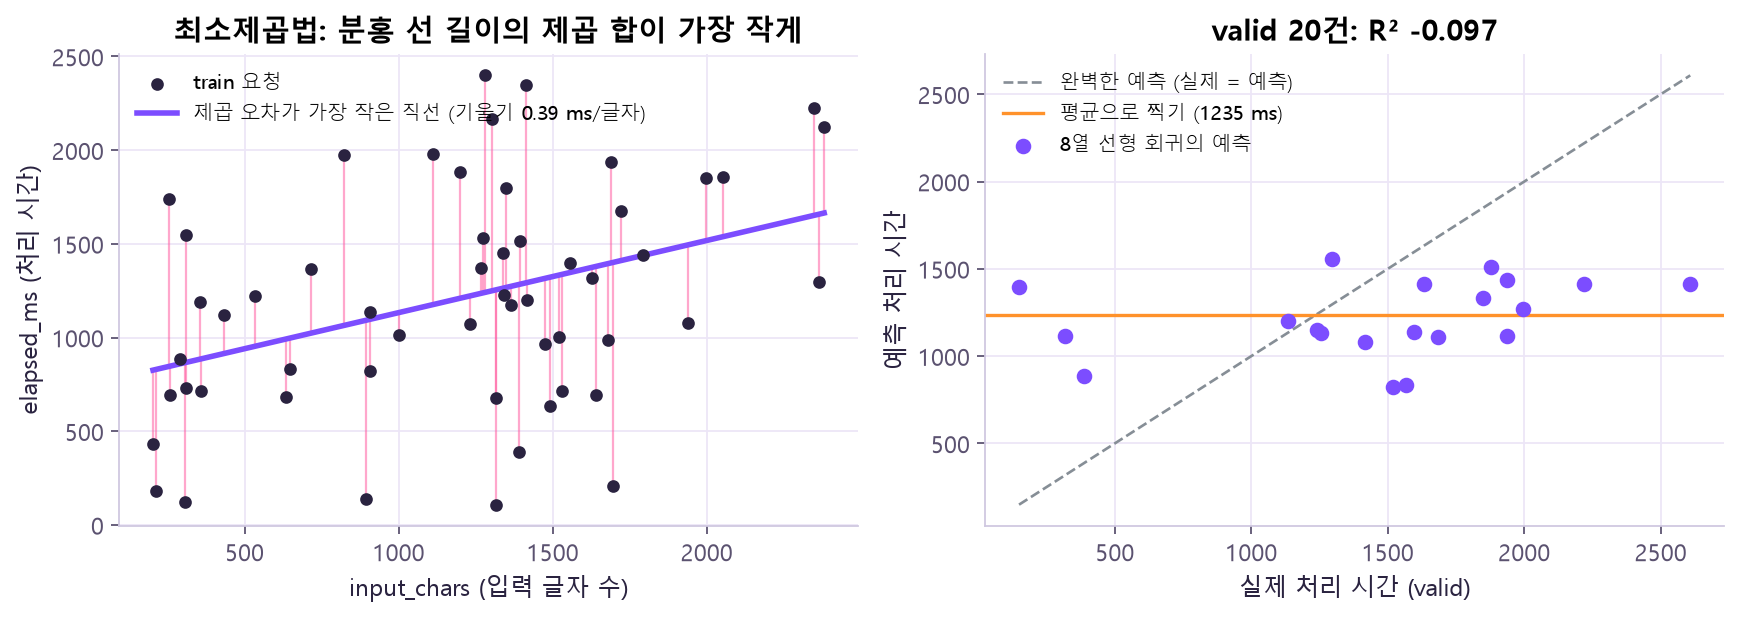 최소제곱법: 분홍 선 길이의 제곱 합이 가장 작게
train 요청
제곱 오차가 가장 작은 직선 (기울기 0.39 ms/글자)
elapsed_ms (처리 시간)
2500
2000
1500
1000
500
0
500
1000
1500
2000
input_chars (입력 글자 수)
valid 20건: R² -0.097
완벽한 예측 (실제 = 예측)
평균으로 찍기 (1235 ms)
8열 선형 회귀의 예측
예측 처리 시간
2500
2000
1500
1000
500
500
1000
1500
2000
2500
실제 처리 시간 (valid)